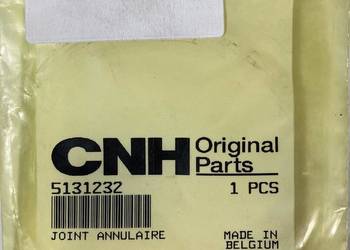 CNH Original Parts
5131232 1 PCS
JOINT ANNULAIRE MADE IN BELGIUM